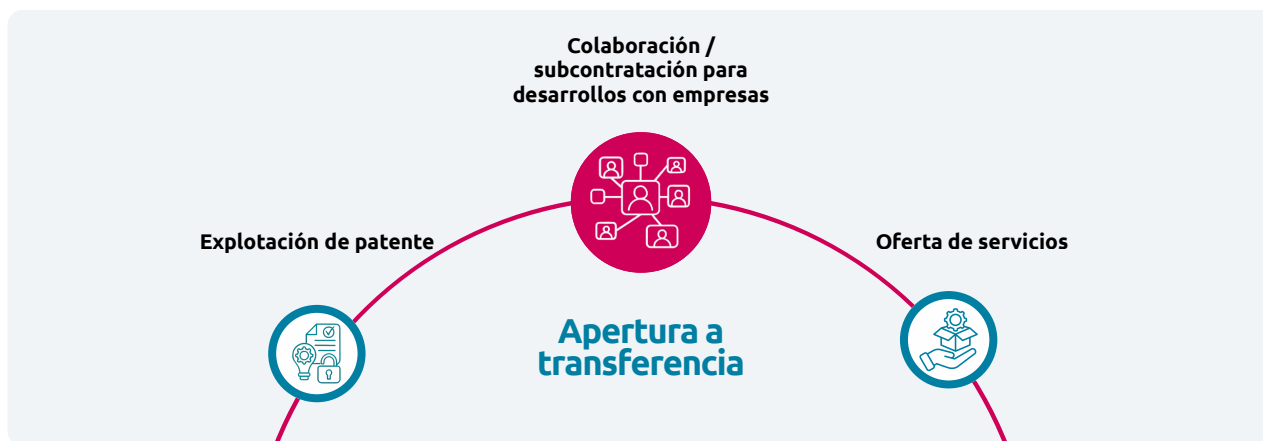 Colaboración /
subcontratación para
desarrollos con empresas
Explotación de patente
Oferta de servicios
Apertura a
transferencia